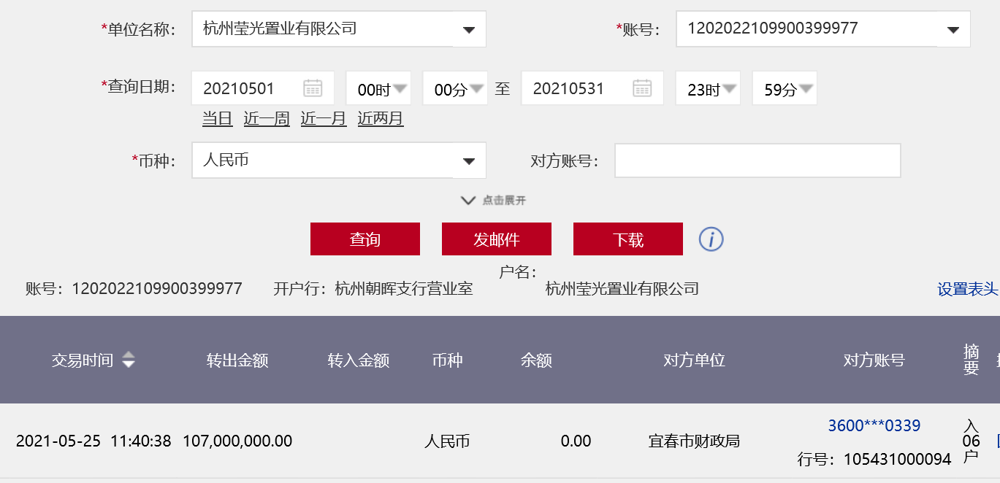 *单位名称： 杭州莹光置业有限公司 *账号： 1202022109900399977
*查询日期： 20210501 00时 00分 至 20210531 23时 59分
当日 近一周 近一月 近两月
*币种： 人民币 对方账号：
点击展开
查询 发邮件 下载 i
账号：1202022109900399977 开户行：杭州朝晖支行营业室 户名：杭州莹光置业有限公司 设置表头
交易时间 转出金额 转入金额 币种 余额 对方单位 对方账号 摘要
2021-05-25 11:40:38 107,000,000.00 人民币 0.00 宜春市财政局 3600***0339 入06户
行号：105431000094